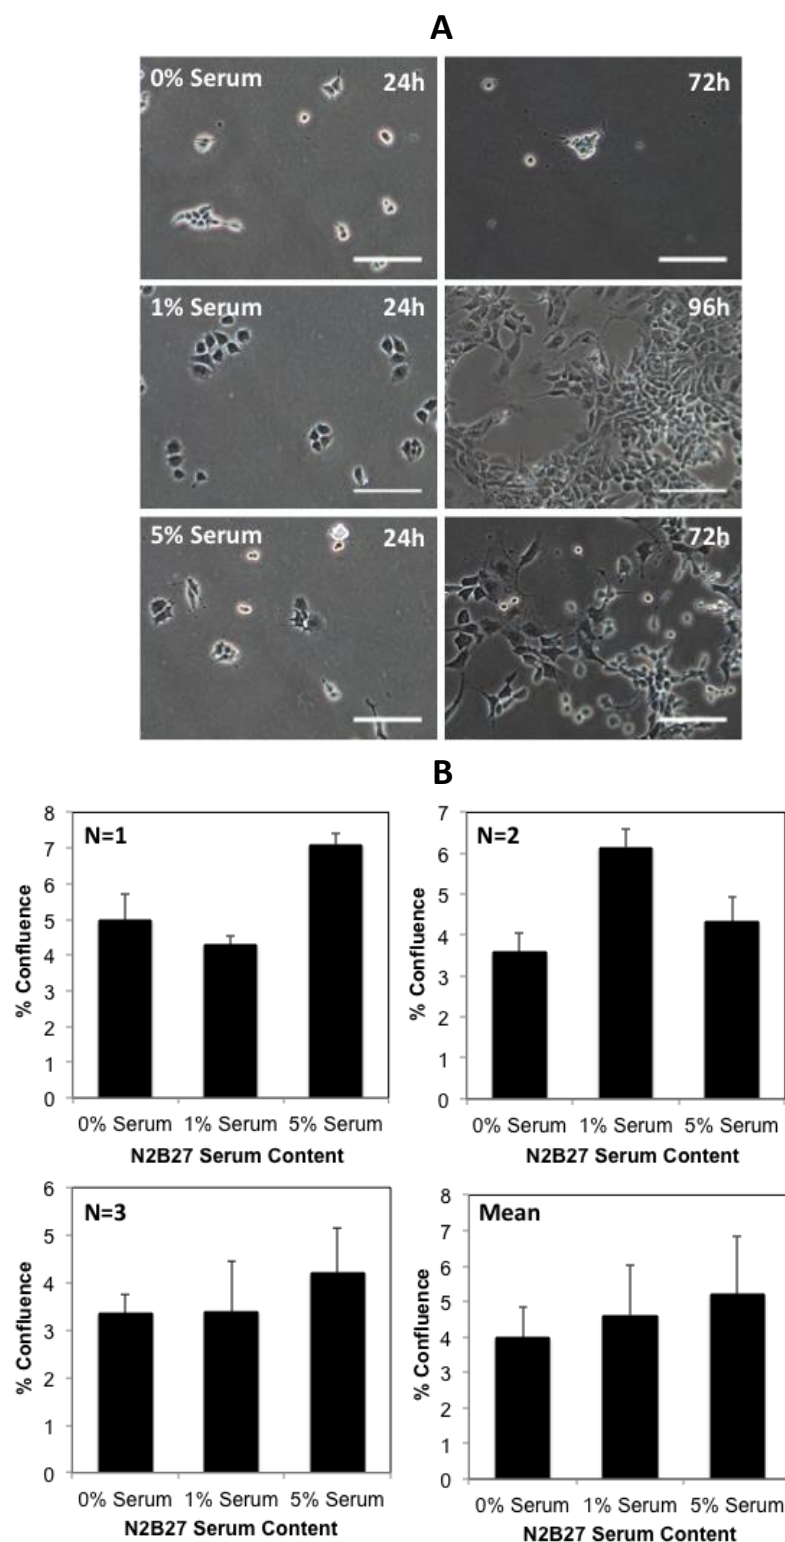 A
0% Serum 24h 72h
1% Serum 24h 96h
5% Serum 24h 72h
B
8
7
6
5
4
3
2
1
0
% Confluence
N=1
0% Serum 1% Serum 5% Serum
N2B27 Serum Content
7
6
5
4
3
2
1
0
% Confluence
N=2
0% Serum 1% Serum 5% Serum
N2B27 Serum Content
6
5
4
3
2
1
0
% Confluence
N=3
0% Serum 1% Serum 5% Serum
N2B27 Serum Content
8
7
6
5
4
3
2
1
0
% Confluence
Mean
0% Serum 1% Serum 5% Serum
N2B27 Serum Content